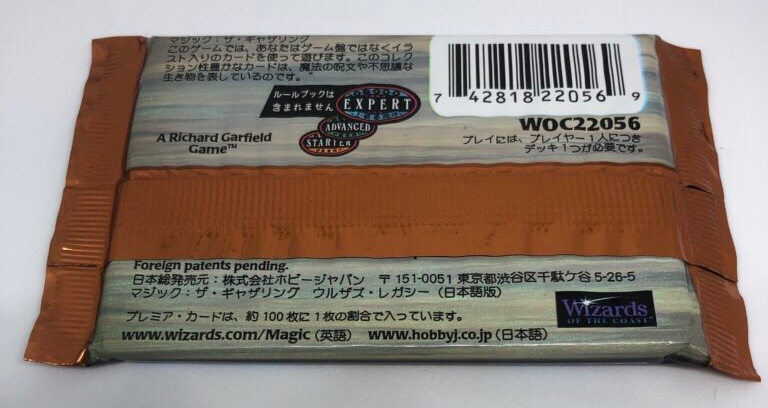 マジック:ザ・ギャザリング
このゲームでは、あなたはゲーム盤ではなくイラ
スト入りのカードを使って遊びます。このコレク
ション性豊かなカードは、魔法の呪文や不思議な
生き物を表しているのです。
ルールブックは
含まれません
EXPERT
ADVANCED
STARTER
A Richard Garfield
Game™
7 42818 22056 9
WOC22056
プレイには、プレイヤー1人につき
デッキ1つが必要です。
Foreign patents pending.
日本総発売元:株式会社ホビージャパン 〒151-0051 東京都渋谷区千駄ケ谷 5-26-5
マジック:ザ・ギャザリング ウルザズ・レガシー (日本語版)
プレミア・カードは、約100枚に1枚の割合で入っています。
www.wizards.com/Magic (英語) www.hobbyj.co.jp (日本語)
Wizards
OF THE COAST